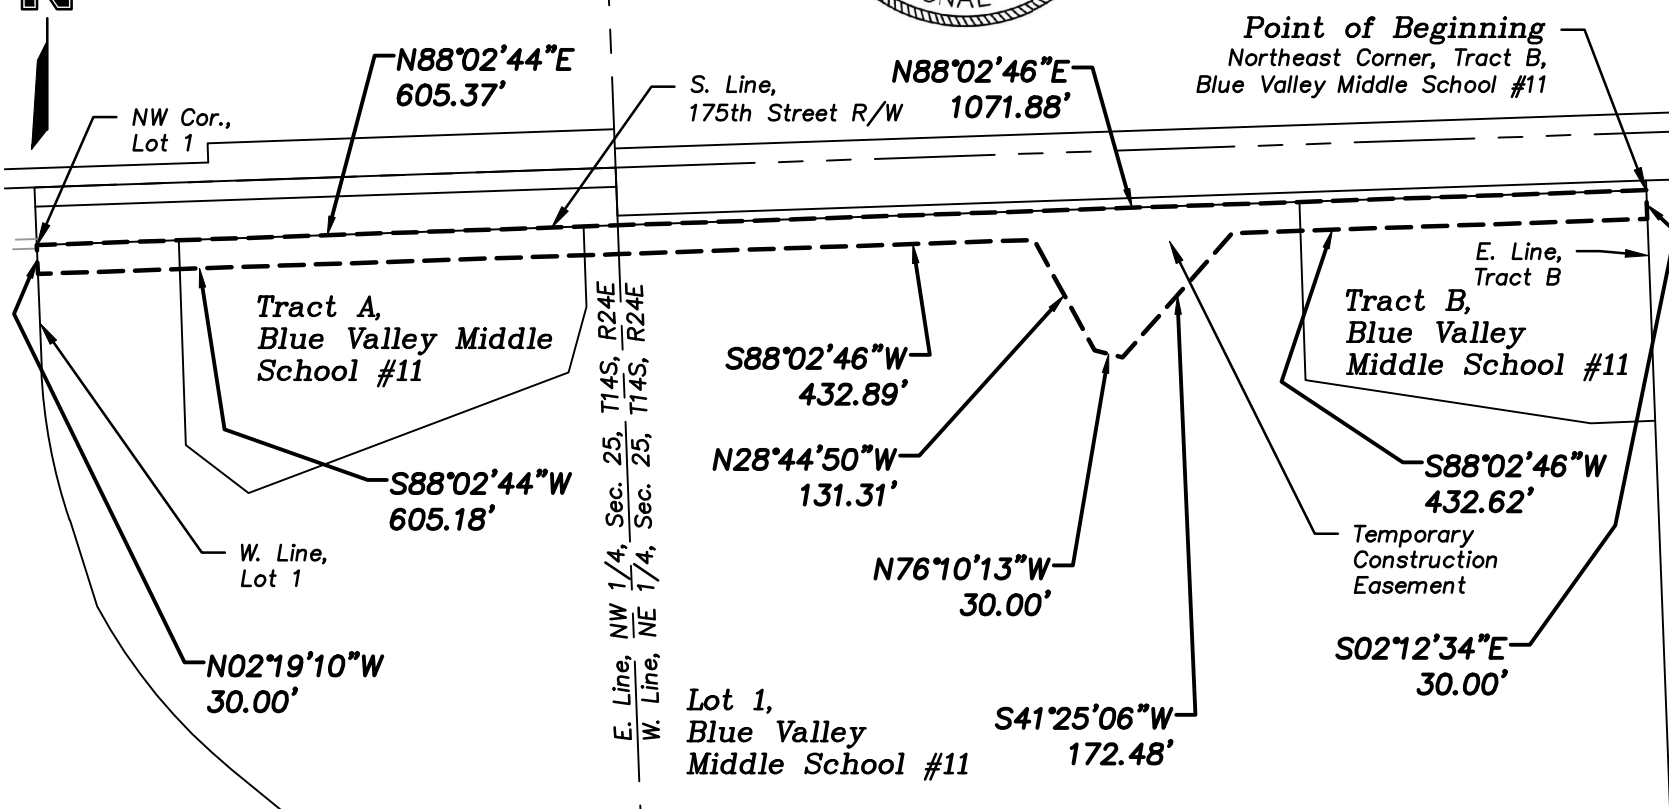 N
ONAL
Point of Beginning
Northeast Corner, Tract B,
Blue Valley Middle School #11
N88°02'44"E
605.37'
S. Line,
175th Street R/W
N88°02'46"E
1071.88'
NW Cor.,
Lot 1
E. Line,
Tract B
Tract A,
Blue Valley Middle
School #11
Tract B,
Blue Valley
Middle School #11
S88°02'46"W
432.89'
N28°44'50"W
131.31'
S88°02'44"W
605.18'
S88°02'46"W
432.62'
W. Line,
Lot 1
E. Line, NW 1/4, Sec. 25, T14S, R24E
W. Line, NE 1/4, Sec. 25, T14S, R24E
Temporary
Construction
Easement
N76°10'13"W
30.00'
N02°19'10"W
30.00'
S02°12'34"E
30.00'
Lot 1,
Blue Valley
Middle School #11
S41°25'06"W
172.48'